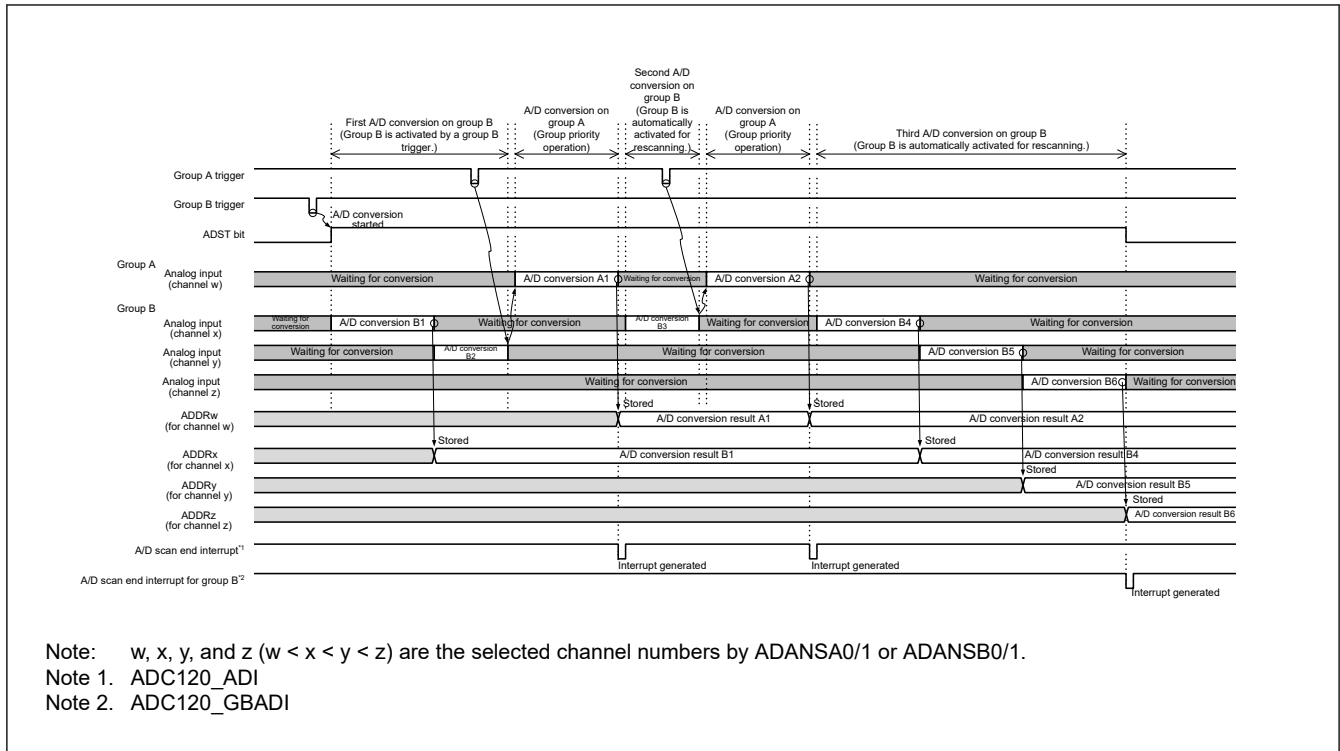 Second A/D
conversion on
group B
(Group B is
automatically
activated for
rescanning.)
First A/D conversion on group B
(Group B is activated by a group B
trigger.)
A/D conversion on
group A
(Group priority
operation)
A/D conversion on
group A
(Group priority
operation)
Third A/D conversion on group B
(Group B is automatically activated for rescanning.)
Group A trigger
Group B trigger
A/D conversion
started
ADST bit
Group A
Analog input
(channel w)
Waiting for conversion
A/D conversion A1
Waiting for conversion
A/D conversion A2
Waiting for conversion
Group B
Analog input
(channel x)
Waiting for
conversion
A/D conversion B1
Waiting for conversion
A/D conversion
B3
Waiting for conversion
A/D conversion B4
Waiting for conversion
Analog input
(channel y)
Waiting for conversion
A/D conversion
B2
Waiting for conversion
A/D conversion B5
Waiting for conversion
Analog input
(channel z)
Waiting for conversion
A/D conversion B6
Waiting for conversion
Stored
Stored
ADDRw
(for channel w)
A/D conversion result A1
A/D conversion result A2
Stored
Stored
ADDRx
(for channel x)
A/D conversion result B1
A/D conversion result B4
Stored
ADDRy
(for channel y)
A/D conversion result B5
Stored
ADDRz
(for channel z)
A/D conversion result B6
A/D scan end interrupt*1
Interrupt generated
Interrupt generated
A/D scan end interrupt for group B*2
Interrupt generated
Note: w, x, y, and z (w < x < y < z) are the selected channel numbers by ADANSA0/1 or ADANSB0/1.
Note 1. ADC120_ADI
Note 2. ADC120_GBADI